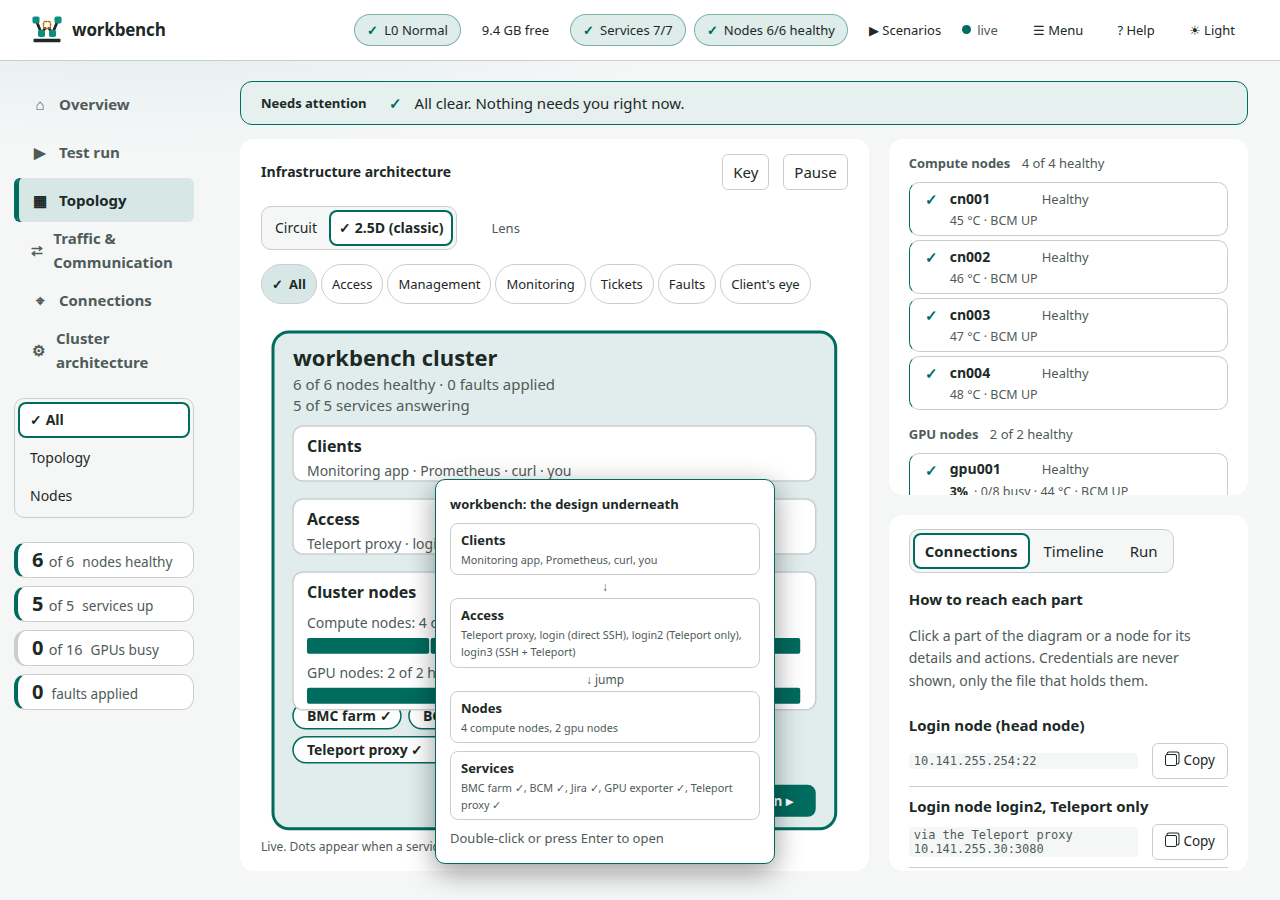 workbench
✓ L0 Normal
9.4 GB free
✓ Services 7/7
✓ Nodes 6/6 healthy
▶ Scenarios
live
☰ Menu
? Help
☀ Light
Overview
Test run
Topology
Traffic &
Communication
Connections
Cluster
architecture
✓ All
Topology
Nodes
6 of 6 nodes healthy
5 of 5 services up
0 of 16 GPUs busy
0 faults applied
Needs attention ✓ All clear. Nothing needs you right now.
Infrastructure architecture
Key
Pause
Circuit
✓ 2.5D (classic)
Lens
✓ All
Access
Management
Monitoring
Tickets
Faults
Client's eye
workbench cluster
6 of 6 nodes healthy · 0 faults applied
5 of 5 services answering
Clients
Monitoring app · Prometheus · curl · you
Access
Teleport proxy · logi
Cluster nodes
Compute nodes: 4 o
GPU nodes: 2 of 2 h
BMC farm ✓
Teleport proxy ✓
Live. Dots appear when a servic
workbench: the design underneath
Clients
Monitoring app, Prometheus, curl, you
↓
Access
Teleport proxy, login (direct SSH), login2 (Teleport only),
login3 (SSH + Teleport)
↓ jump
Nodes
4 compute nodes, 2 gpu nodes
Services
BMC farm ✓, BCM ✓, Jira ✓, GPU exporter ✓, Teleport
proxy ✓
Double-click or press Enter to open
Compute nodes 4 of 4 healthy
✓ cn001 Healthy
45 °C · BCM UP
✓ cn002 Healthy
46 °C · BCM UP
✓ cn003 Healthy
47 °C · BCM UP
✓ cn004 Healthy
48 °C · BCM UP
GPU nodes 2 of 2 healthy
✓ gpu001 Healthy
3% · 0/8 busy · 44 °C · BCM UP
Connections
Timeline
Run
How to reach each part
Click a part of the diagram or a node for its
details and actions. Credentials are never
shown, only the file that holds them.
Login node (head node)
10.141.255.254:22
Copy
Login node login2, Teleport only
via the Teleport proxy
10.141.255.30:3080
Copy